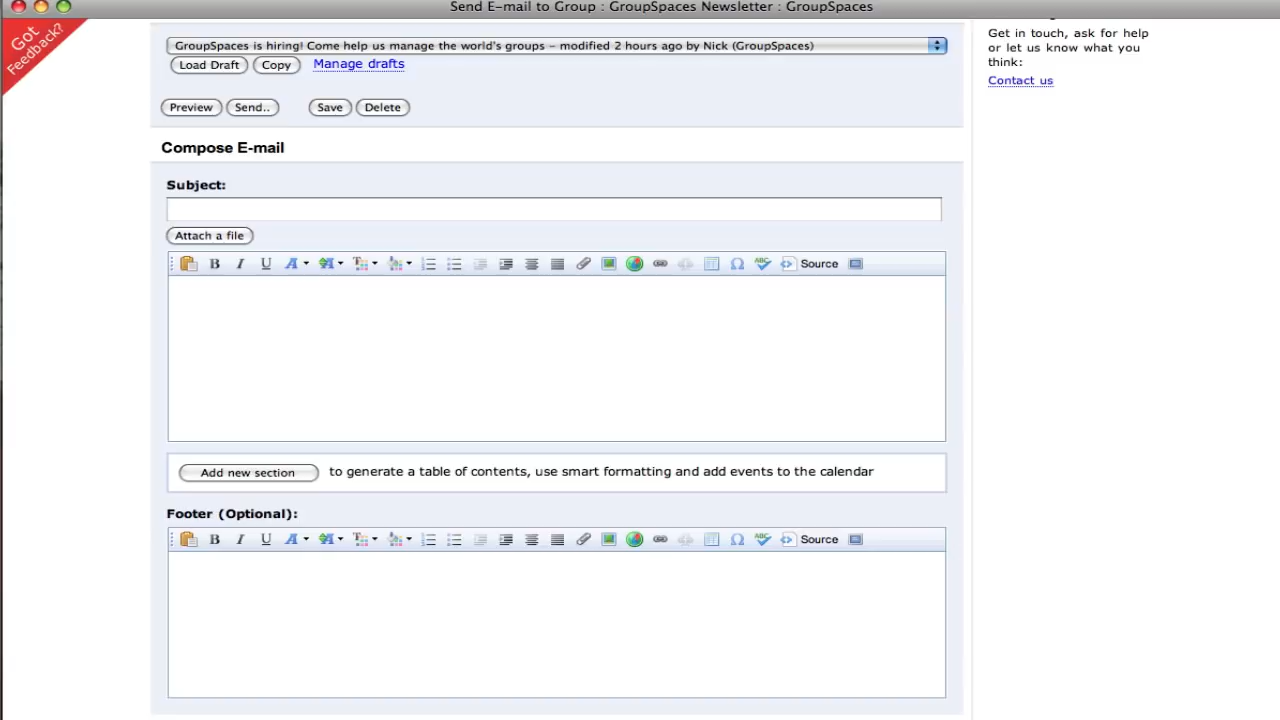 Send E-mail to Group : GroupSpaces Newsletter : GroupSpaces
Got
Feedback?
GroupSpaces is hiring! Come help us manage the world's groups – modified 2 hours ago by Nick (GroupSpaces)
Load Draft Copy Manage drafts
Preview Send.. Save Delete
Compose E-mail
Subject:
Attach a file
B I U A A T ABC Source
Add new section to generate a table of contents, use smart formatting and add events to the calendar
Footer (Optional):
B I U A A T ABC Source
Get in touch, ask for help
or let us know what you
think:
Contact us